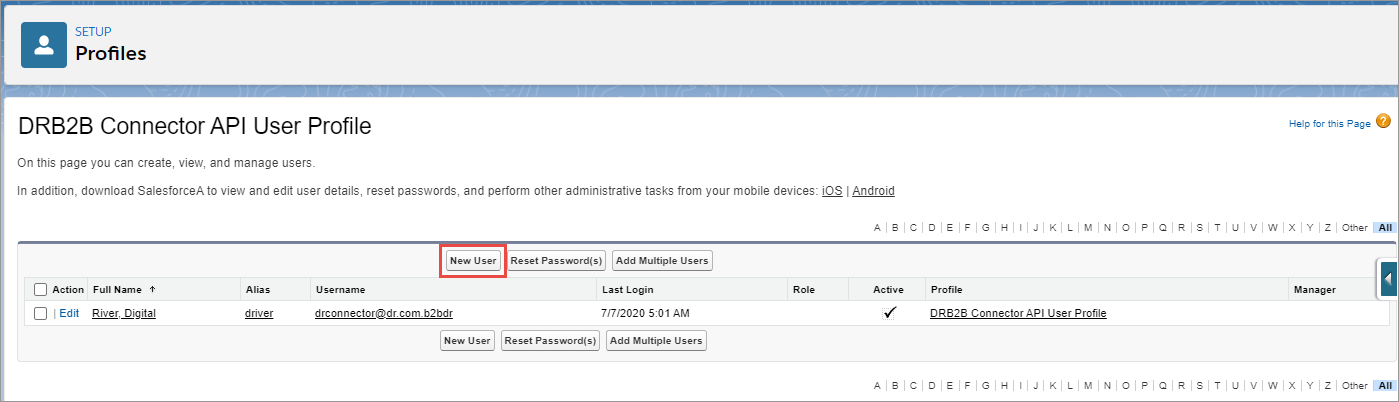 SETUP
Profiles
DRB2B Connector API User Profile
Help for this Page ?
On this page you can create, view, and manage users.
In addition, download SalesforceA to view and edit user details, reset passwords, and perform other administrative tasks from your mobile devices: iOS | Android
A | B | C | D | E | F | G | H | I | J | K | L | M | N | O | P | Q | R | S | T | U | V | W | X | Y | Z | Other | All
New User Reset Password(s) Add Multiple Users
Action Full Name ↑ Alias Username Last Login Role Active Profile Manager
| Edit River, Digital driver drconnector@dr.com.b2bdr 7/7/2020 5:01 AM ✓ DRB2B Connector API User Profile
New User Reset Password(s) Add Multiple Users
A | B | C | D | E | F | G | H | I | J | K | L | M | N | O | P | Q | R | S | T | U | V | W | X | Y | Z | Other | All